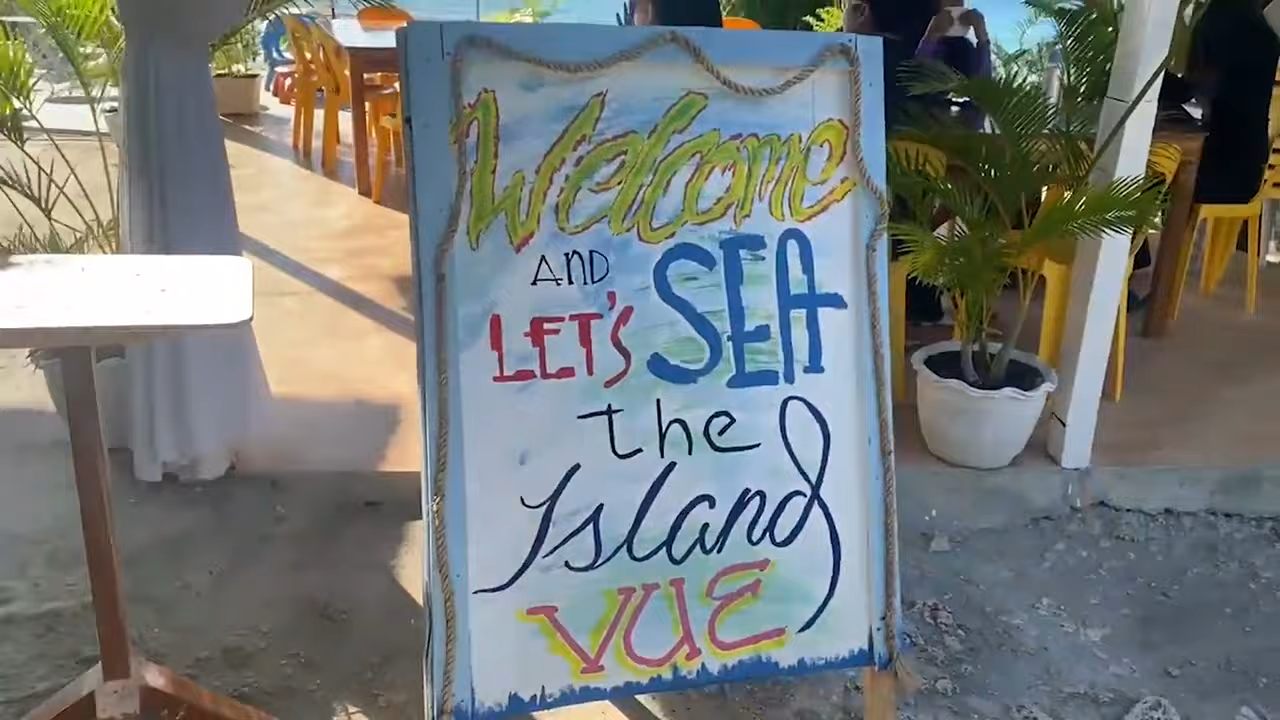 Welcome
AND
LET'S SEA
the
Island
VUE